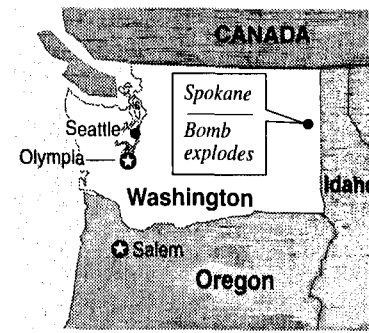 CANADA
Spokane
Bomb
explodes
Seattle
Olympia
Washington
Idaho
Salem
Oregon